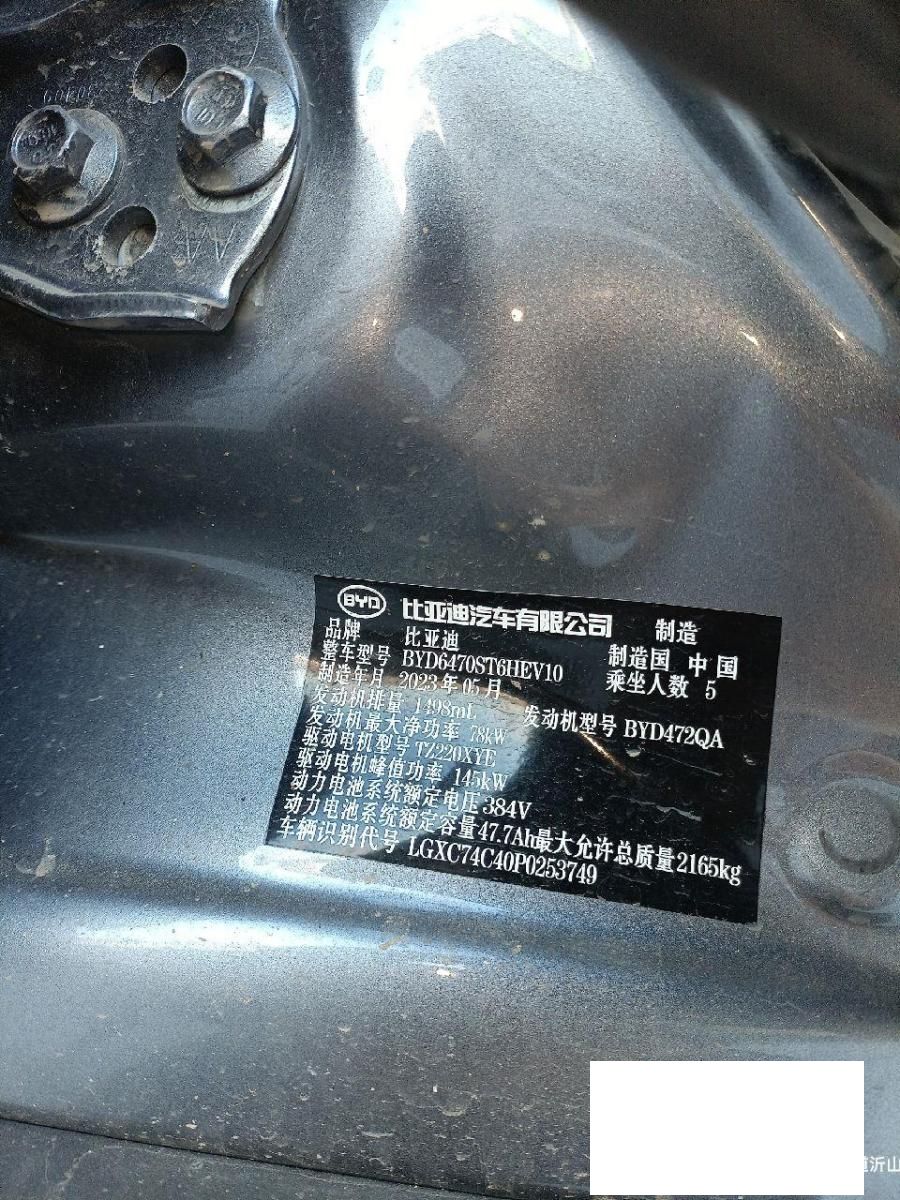 BYD 比亚迪汽车有限公司 制造
品牌 比亚迪 制造国 中国
整车型号 BYD6470ST6HEV10 乘坐人数 5
制造年月 2023年05月
发动机排量 1498mL 发动机型号 BYD472QA
发动机最大净功率 78kW
驱动电机型号 TZ220XYE
驱动电机峰值功率 145kW
动力电池系统额定电压 384V
动力电池系统额定容量 47.7Ah 最大允许总质量 2165kg
车辆识别代号 LGXC74C40P0253749
沂山